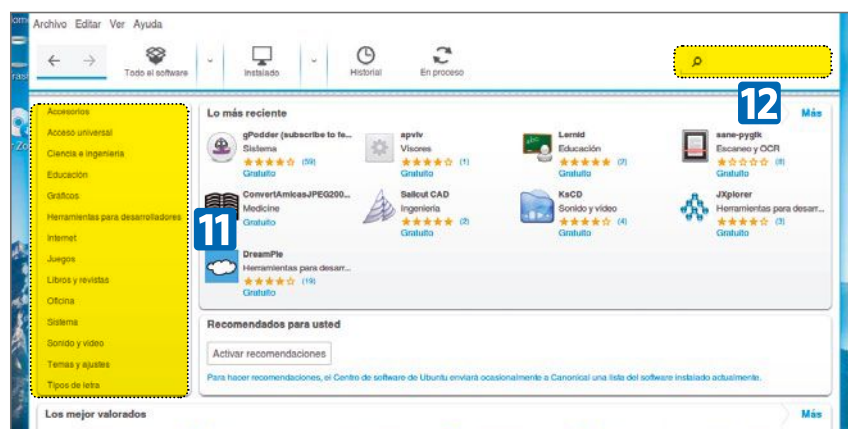 Archivo Editar Ver Ayuda
Todo el software
Instalado
Historial
En proceso
12
Accesorios
Acceso universal
Ciencia e ingeniería
Educación
Gráficos
Herramientas para desarrolladores
Internet
Juegos
Libros y revistas
Oficina
Sistema
Sonido y vídeo
Temas y ajustes
Tipos de letra
11
Lo más reciente
Más
gPodder (subscribe to fe...
Sistema
(59)
Gratuito
apvlv
Visores
(1)
Gratuito
Lernid
Educación
(2)
Gratuito
sane-pygtk
Escaneo y OCR
(8)
Gratuito
ConvertAmicasJPEG200...
Medicine
Gratuito
Sailcut CAD
Ingeniería
(2)
Gratuito
KsCD
Sonido y vídeo
(4)
Gratuito
JXplorer
Herramientas para desarr...
(3)
Gratuito
DreamPie
Herramientas para desarr...
(19)
Gratuito
Recomendados para usted
Activar recomendaciones
Para hacer recomendaciones, el Centro de software de Ubuntu enviará ocasionalmente a Canonical una lista del software instalado actualmente.
Los mejor valorados
Más